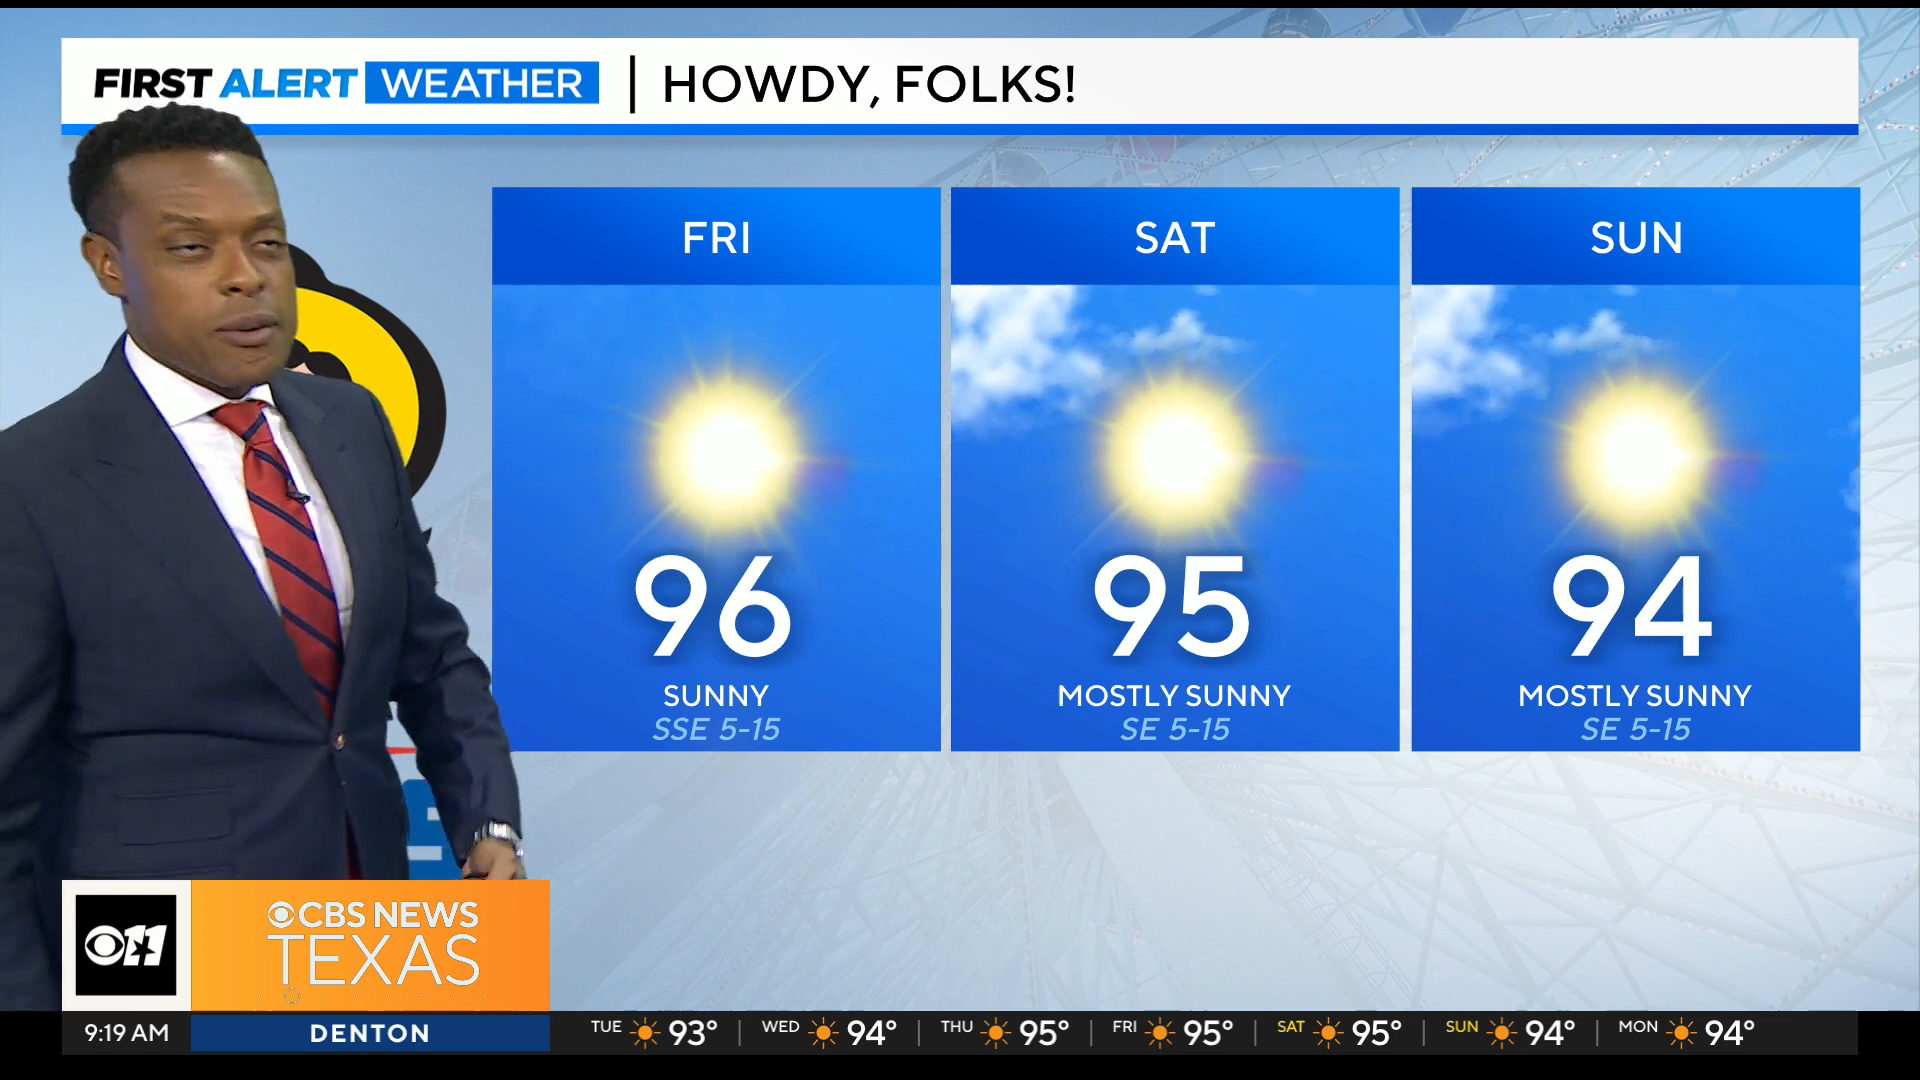 FIRST ALERT WEATHER | HOWDY, FOLKS!
FRI
96
SUNNY
SSE 5-15
SAT
95
MOSTLY SUNNY
SE 5-15
SUN
94
MOSTLY SUNNY
SE 5-15
11
CBS NEWS
TEXAS
9:19 AM
DENTON
TUE 93° | WED 94° | THU 95° | FRI 95° | SAT 95° | SUN 94° | MON 94°